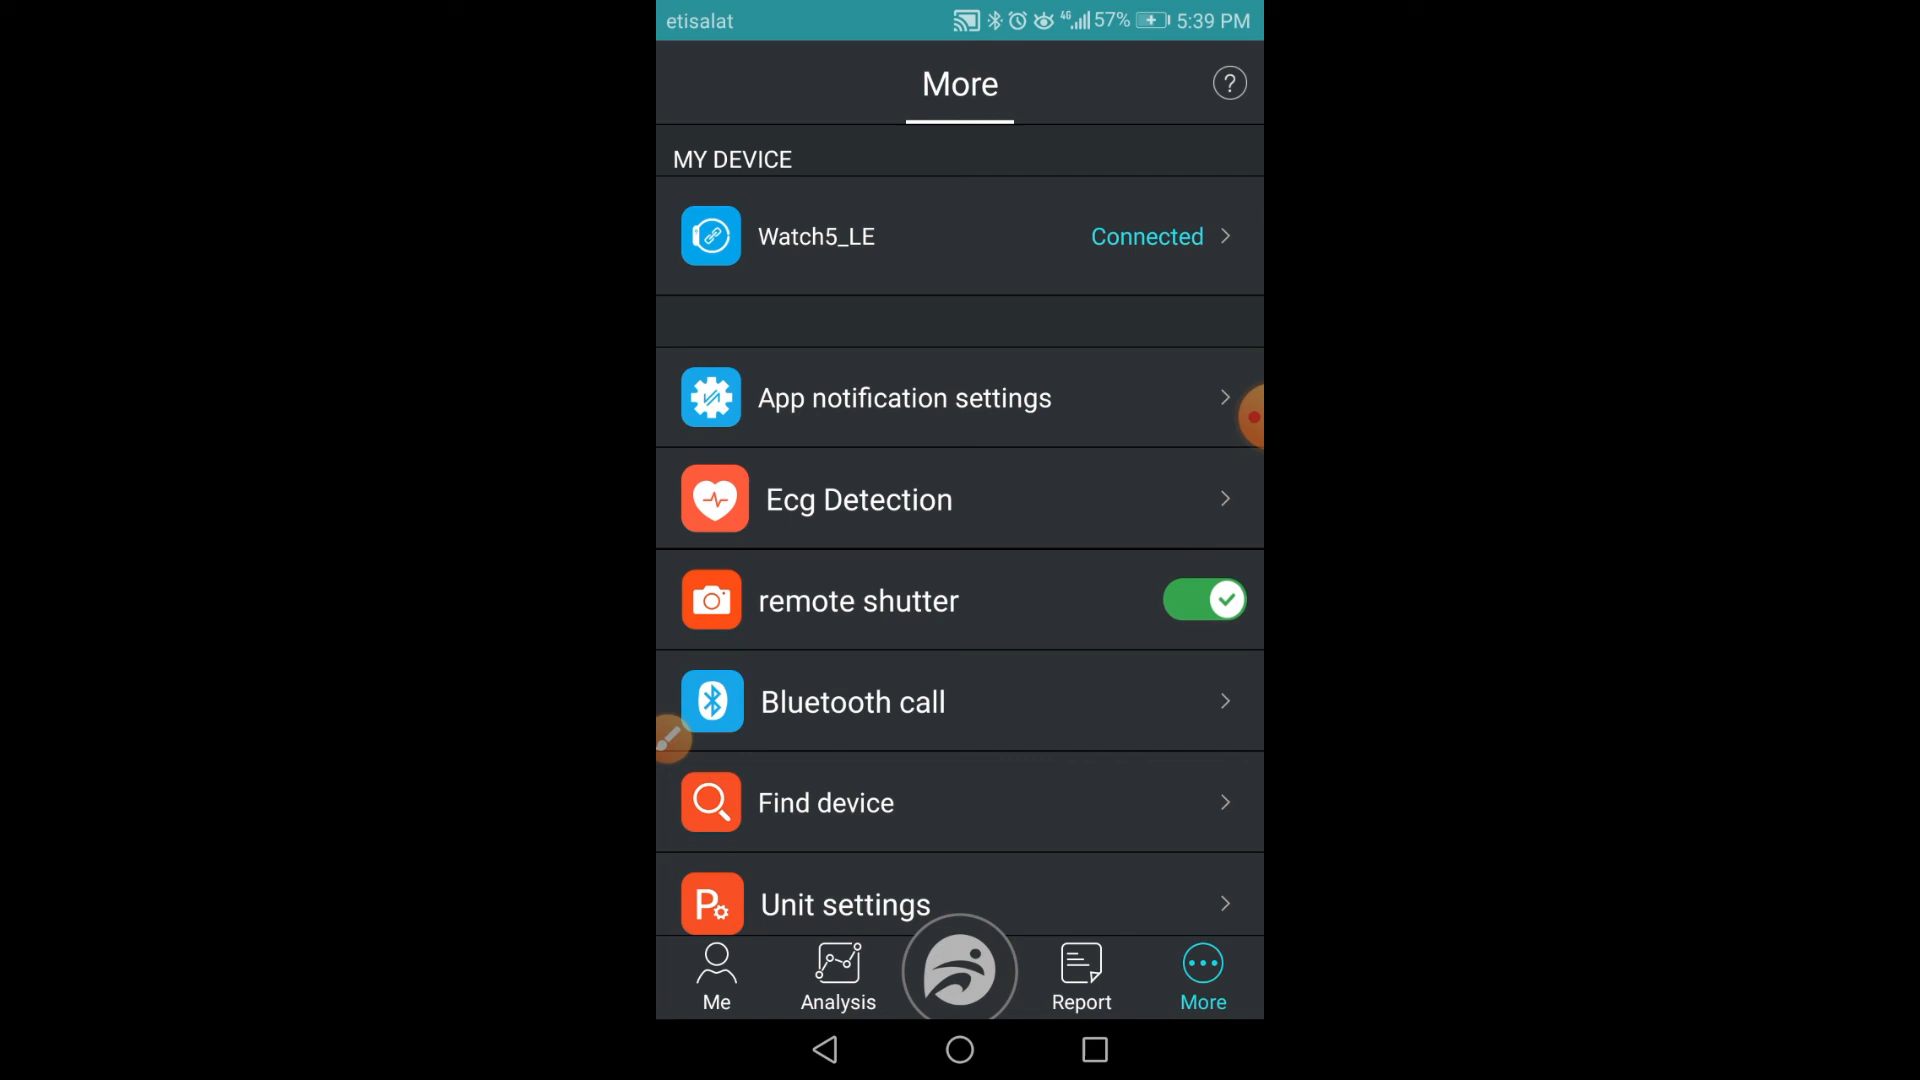 etisalat 4G 57% 5:39 PM
More ?
MY DEVICE
Watch5_LE Connected
App notification settings
Ecg Detection
remote shutter
Bluetooth call
Find device
Unit settings
Me Analysis Report More